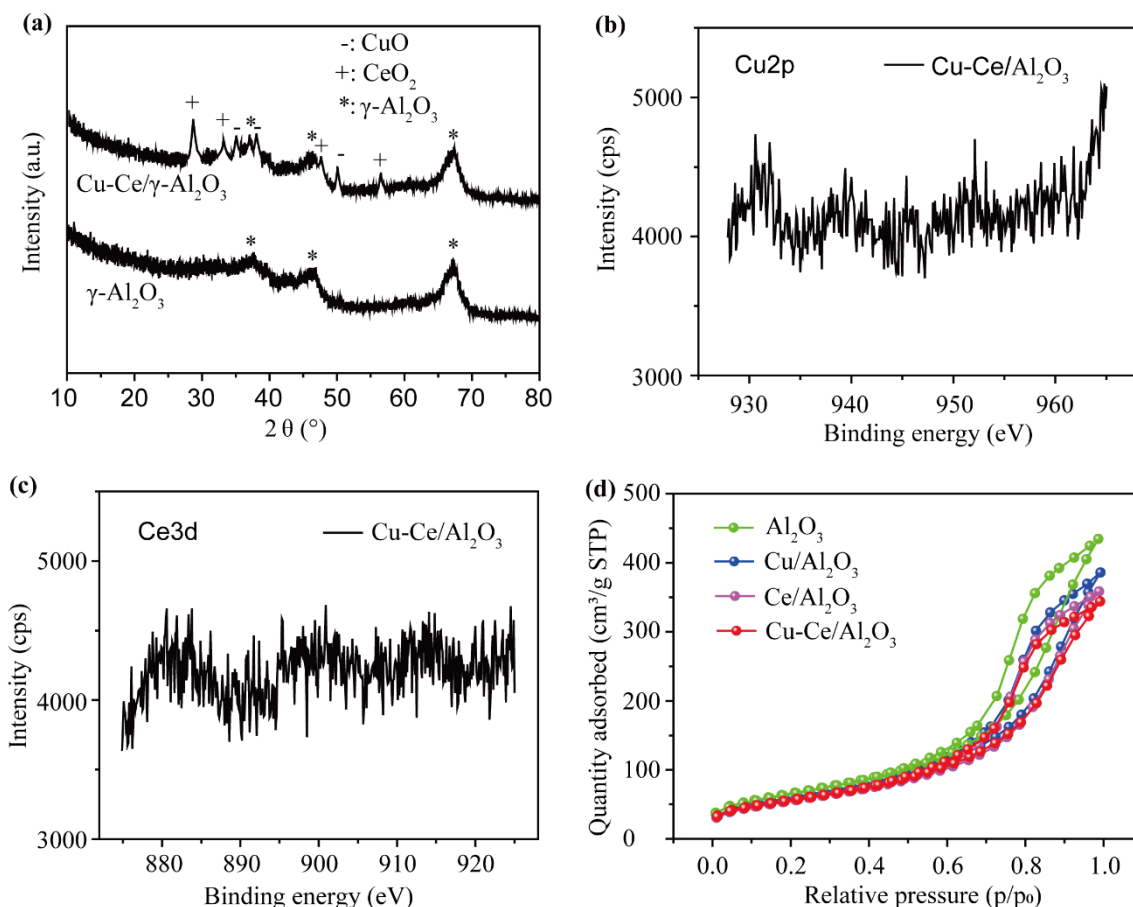 (a)
-: CuO
+: CeO₂
*: γ-Al₂O₃
+ + - * - * + - + *
Cu-Ce/γ-Al₂O₃
* * *
γ-Al₂O₃
Intensity (a.u.)
10 20 30 40 50 60 70 80
2 θ (°)
(b)
Cu2p
Cu-Ce/Al₂O₃
Intensity (cps)
5000
4000
3000
930 940 950 960
Binding energy (eV)
(c)
Ce3d
Cu-Ce/Al₂O₃
Intensity (cps)
5000
4000
3000
880 890 900 910 920
Binding energy (eV)
(d)
Al₂O₃
Cu/Al₂O₃
Ce/Al₂O₃
Cu-Ce/Al₂O₃
Quantity adsorbed (cm³/g STP)
500
450
350
400
300
200
100
0
0.0 0.2 0.4 0.6 0.8 1.0
Relative pressure (p/p₀)